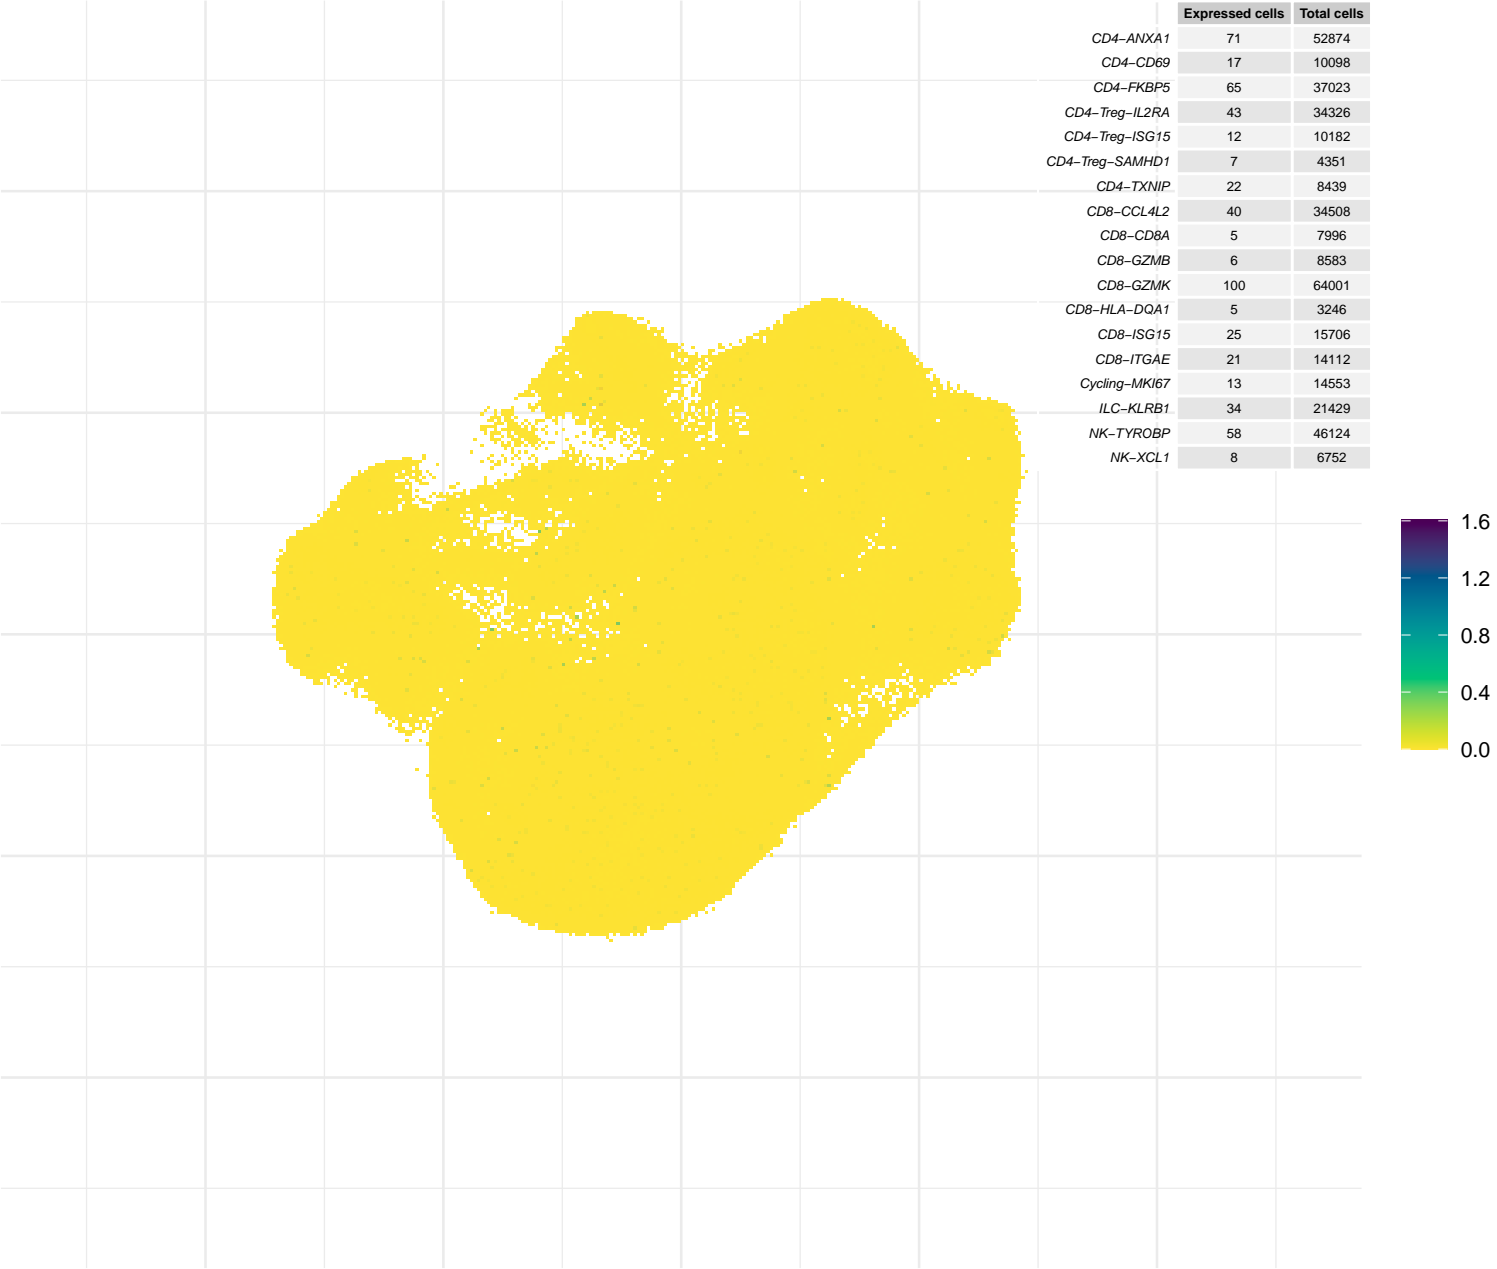 Expressed cells Total cells
CD4−ANXA1 71 52874
CD4−CD69 17 10098
CD4−FKBP5 65 37023
CD4−Treg−IL2RA 43 34326
CD4−Treg−ISG15 12 10182
CD4−Treg−SAMHD1 7 4351
CD4−TXNIP 22 8439
CD8−CCL4L2 40 34508
CD8−CD8A 5 7996
CD8−GZMB 6 8583
CD8−GZMK 100 64001
CD8−HLA−DQA1 5 3246
CD8−ISG15 25 15706
CD8−ITGAE 21 14112
Cycling−MKI67 13 14553
ILC−KLRB1 34 21429
NK−TYROBP 58 46124
NK−XCL1 8 6752
1.6
1.2
0.8
0.4
0.0